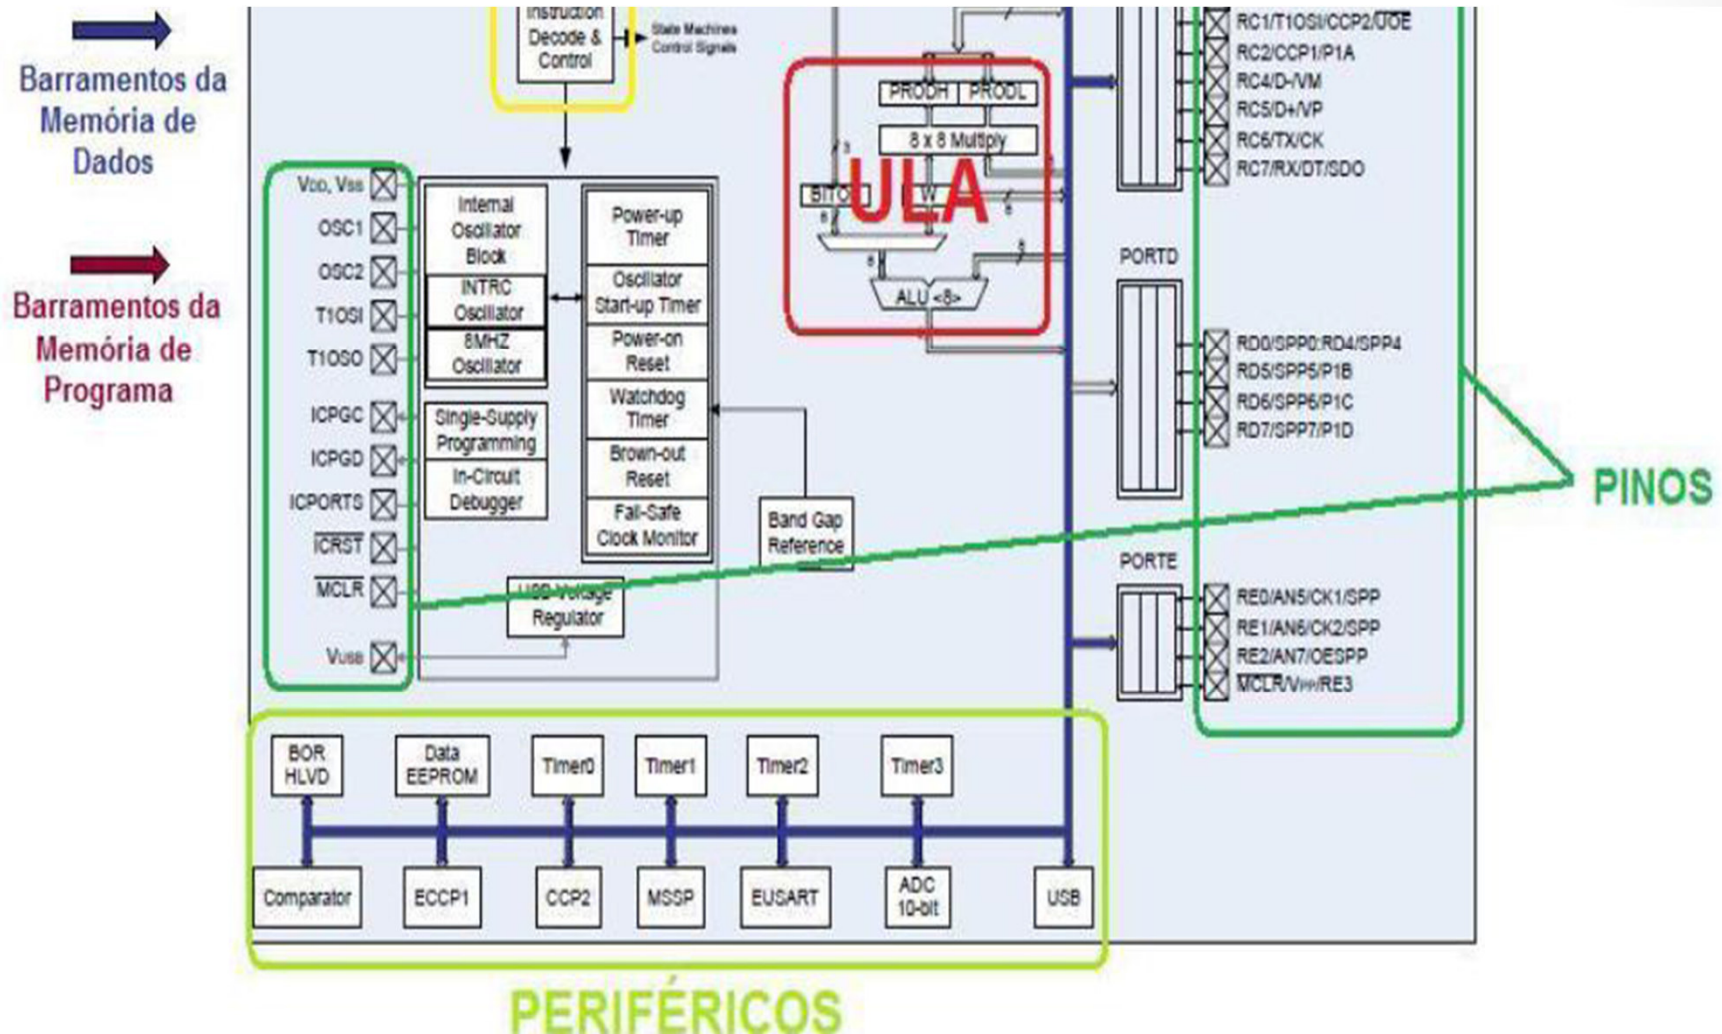 Barramentos da
Memória de
Dados
Barramentos da
Memória de
Programa
Instruction
Decode &
Control
State Machines
Control Signals
VDD, VSS
OSC1
OSC2
T1OSI
T1OSO
ICPGC
ICPGD
ICPORTS
ICRST
MCLR
VUSB
Internal
Oscillator
Block
INTRC
Oscillator
8MHZ
Oscillator
Single-Supply
Programming
In-Circuit
Debugger
Power-up
Timer
Oscillator
Start-up Timer
Power-on
Reset
Watchdog
Timer
Brown-out
Reset
Fail-Safe
Clock Monitor
Band Gap
Reference
USB Voltage
Regulator
PRODH PRODL
8 x 8 Multiply
3
BITOP
W
8
8
8
8
ULA
ALU <8>
RC1/T1OSI/CCP2/UOE
RC2/CCP1/P1A
RC4/D-/VM
RC5/D+/VP
RC6/TX/CK
RC7/RX/DT/SDO
PORTD
RD0/SPP0:RD4/SPP4
RD5/SPP5/P1B
RD6/SPP6/P1C
RD7/SPP7/P1D
PINOS
PORTE
RE0/AN5/CK1/SPP
RE1/AN6/CK2/SPP
RE2/AN7/OESPP
MCLR/VPP/RE3
BOR
HLVD
Data
EEPROM
Timer0
Timer1
Timer2
Timer3
Comparator
ECCP1
CCP2
MSSP
EUSART
ADC
10-bit
USB
PERIFÉRICOS